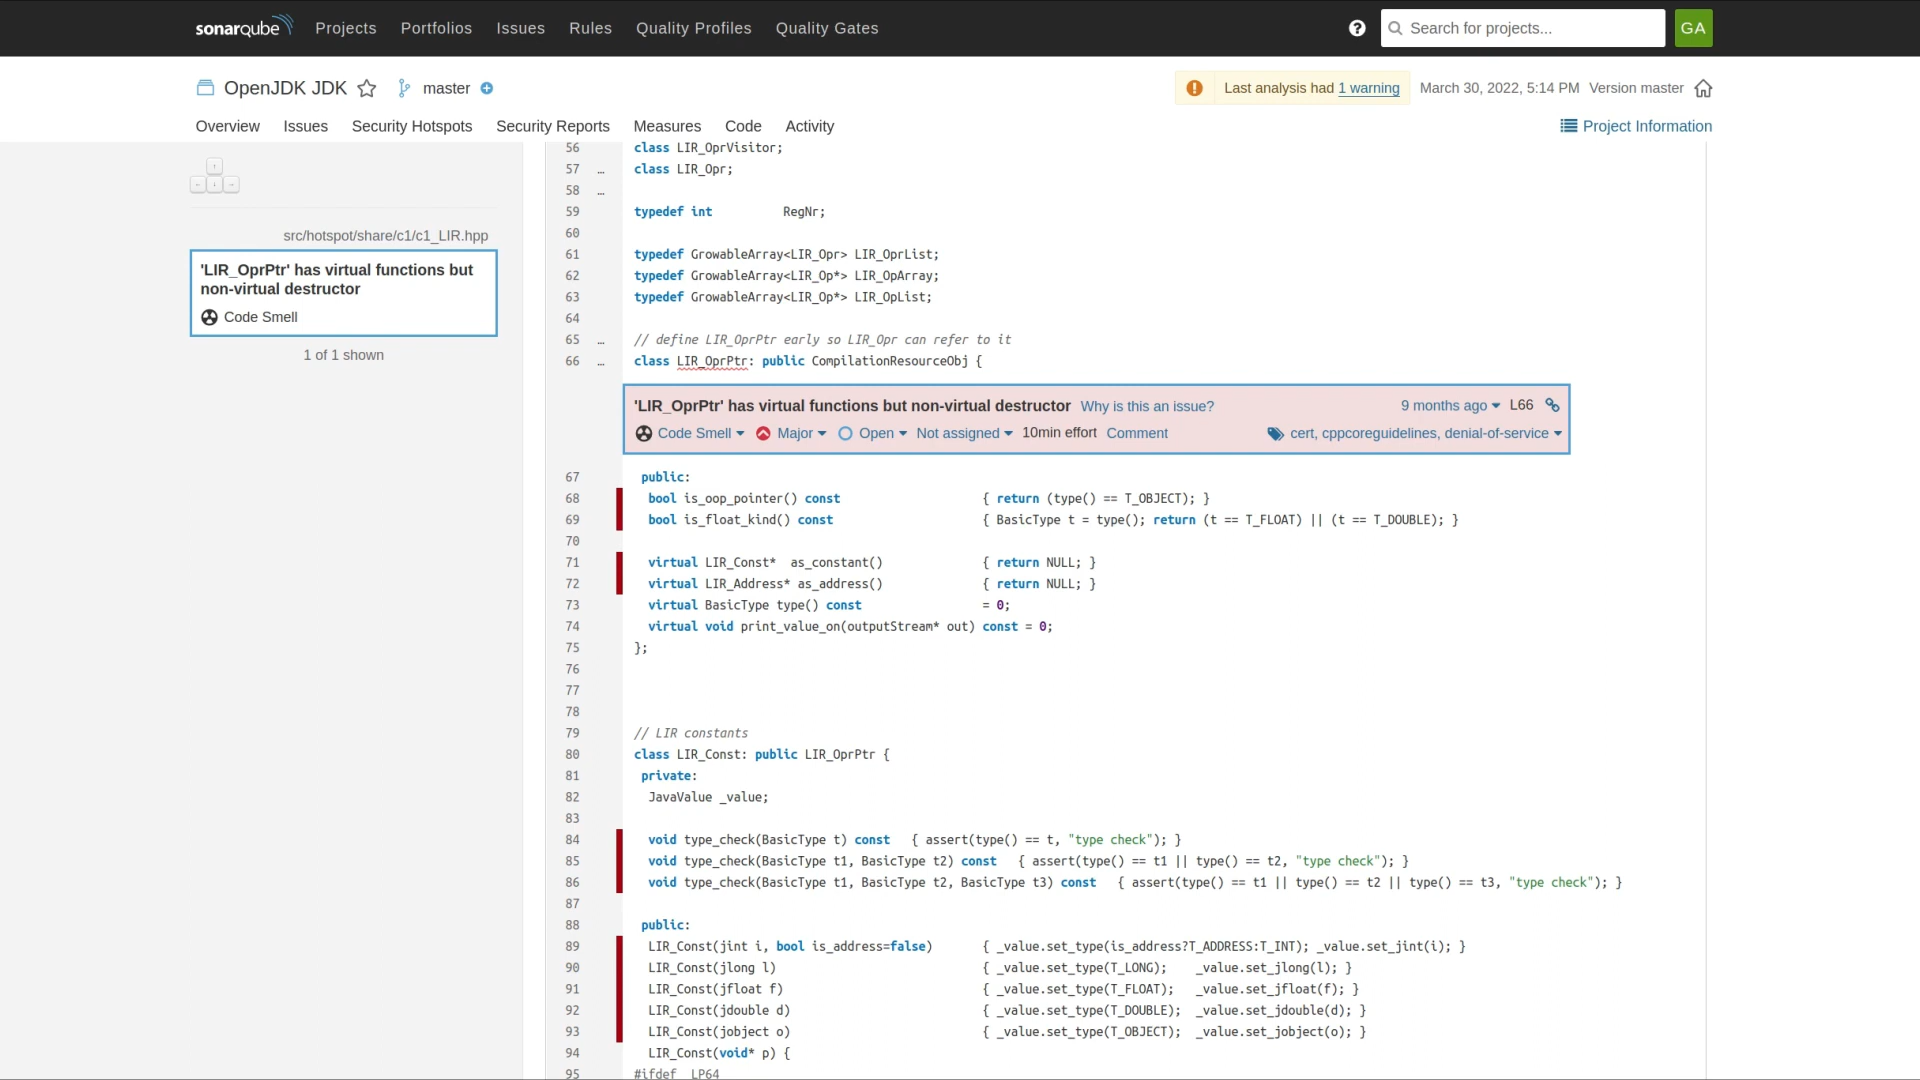 sonarqube Projects Portfolios Issues Rules Quality Profiles Quality Gates ? Search for projects... GA
OpenJDK JDK master Last analysis had 1 warning March 30, 2022, 5:14 PM Version master
Overview Issues Security Hotspots Security Reports Measures Code Activity Project Information
src/hotspot/share/c1/c1_LIR.hpp
'LIR_OprPtr' has virtual functions but
non-virtual destructor
Code Smell
1 of 1 shown
56 class LIR_OprVisitor;
57 ... class LIR_Opr;
58 ...
59 typedef int          RegNr;
60
61 typedef GrowableArray<LIR_Opr> LIR_OprList;
62 typedef GrowableArray<LIR_Op*> LIR_OpArray;
63 typedef GrowableArray<LIR_Op*> LIR_OpList;
64
65 ... // define LIR_OprPtr early so LIR_Opr can refer to it
66 ... class LIR_OprPtr: public CompilationResourceObj {
'LIR_OprPtr' has virtual functions but non-virtual destructor Why is this an issue? 9 months ago L66
Code Smell Major Open Not assigned 10min effort Comment cert, cppcoreguidelines, denial-of-service
67  public:
68   bool is_oop_pointer() const                    { return (type() == T_OBJECT); }
69   bool is_float_kind() const                     { BasicType t = type(); return (t == T_FLOAT) || (t == T_DOUBLE); }
70
71   virtual LIR_Const*  as_constant()              { return NULL; }
72   virtual LIR_Address* as_address()              { return NULL; }
73   virtual BasicType type() const                 = 0;
74   virtual void print_value_on(outputStream* out) const = 0;
75 };
76
77
78
79 // LIR constants
80 class LIR_Const: public LIR_OprPtr {
81  private:
82   JavaValue _value;
83
84   void type_check(BasicType t) const   { assert(type() == t, "type check"); }
85   void type_check(BasicType t1, BasicType t2) const   { assert(type() == t1 || type() == t2, "type check"); }
86   void type_check(BasicType t1, BasicType t2, BasicType t3) const   { assert(type() == t1 || type() == t2 || type() == t3, "type check"); }
87
88  public:
89   LIR_Const(jint i, bool is_address=false)       { _value.set_type(is_address?T_ADDRESS:T_INT); _value.set_jint(i); }
90   LIR_Const(jlong l)                             { _value.set_type(T_LONG);    _value.set_jlong(l); }
91   LIR_Const(jfloat f)                            { _value.set_type(T_FLOAT);   _value.set_jfloat(f); }
92   LIR_Const(jdouble d)                           { _value.set_type(T_DOUBLE);  _value.set_jdouble(d); }
93   LIR_Const(jobject o)                           { _value.set_type(T_OBJECT);  _value.set_jobject(o); }
94   LIR_Const(void* p) {
95 #ifdef _LP64